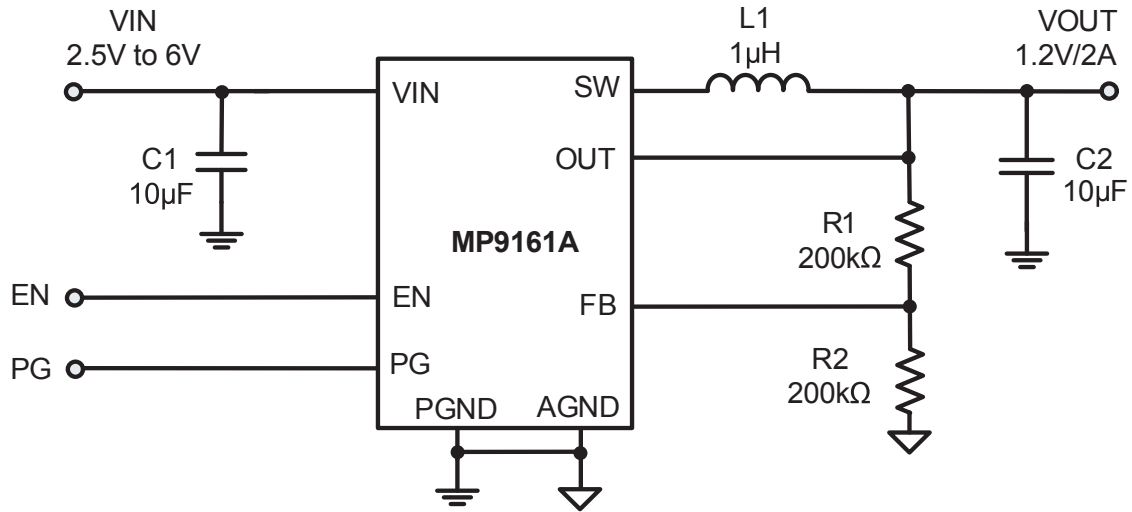 VIN
2.5V to 6V
L1
1µH
VOUT
1.2V/2A
VIN
SW
OUT
C1
10µF
C2
10µF
MP9161A
R1
200kΩ
EN
EN
FB
PG
PG
R2
200kΩ
PGND
AGND